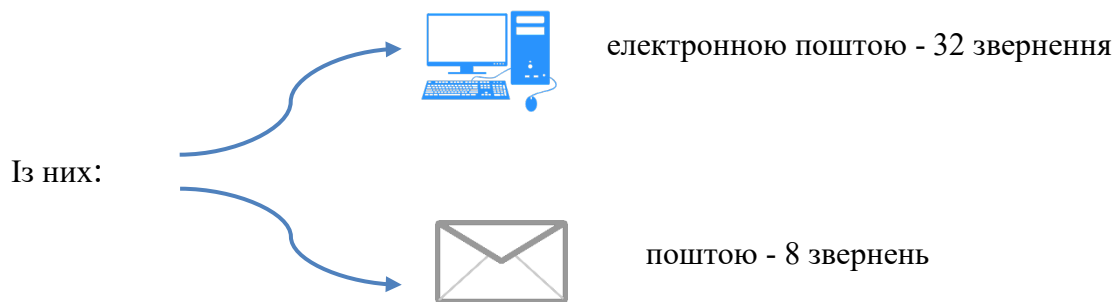 електронною поштою - 32 звернення
Із них:
поштою - 8 звернень